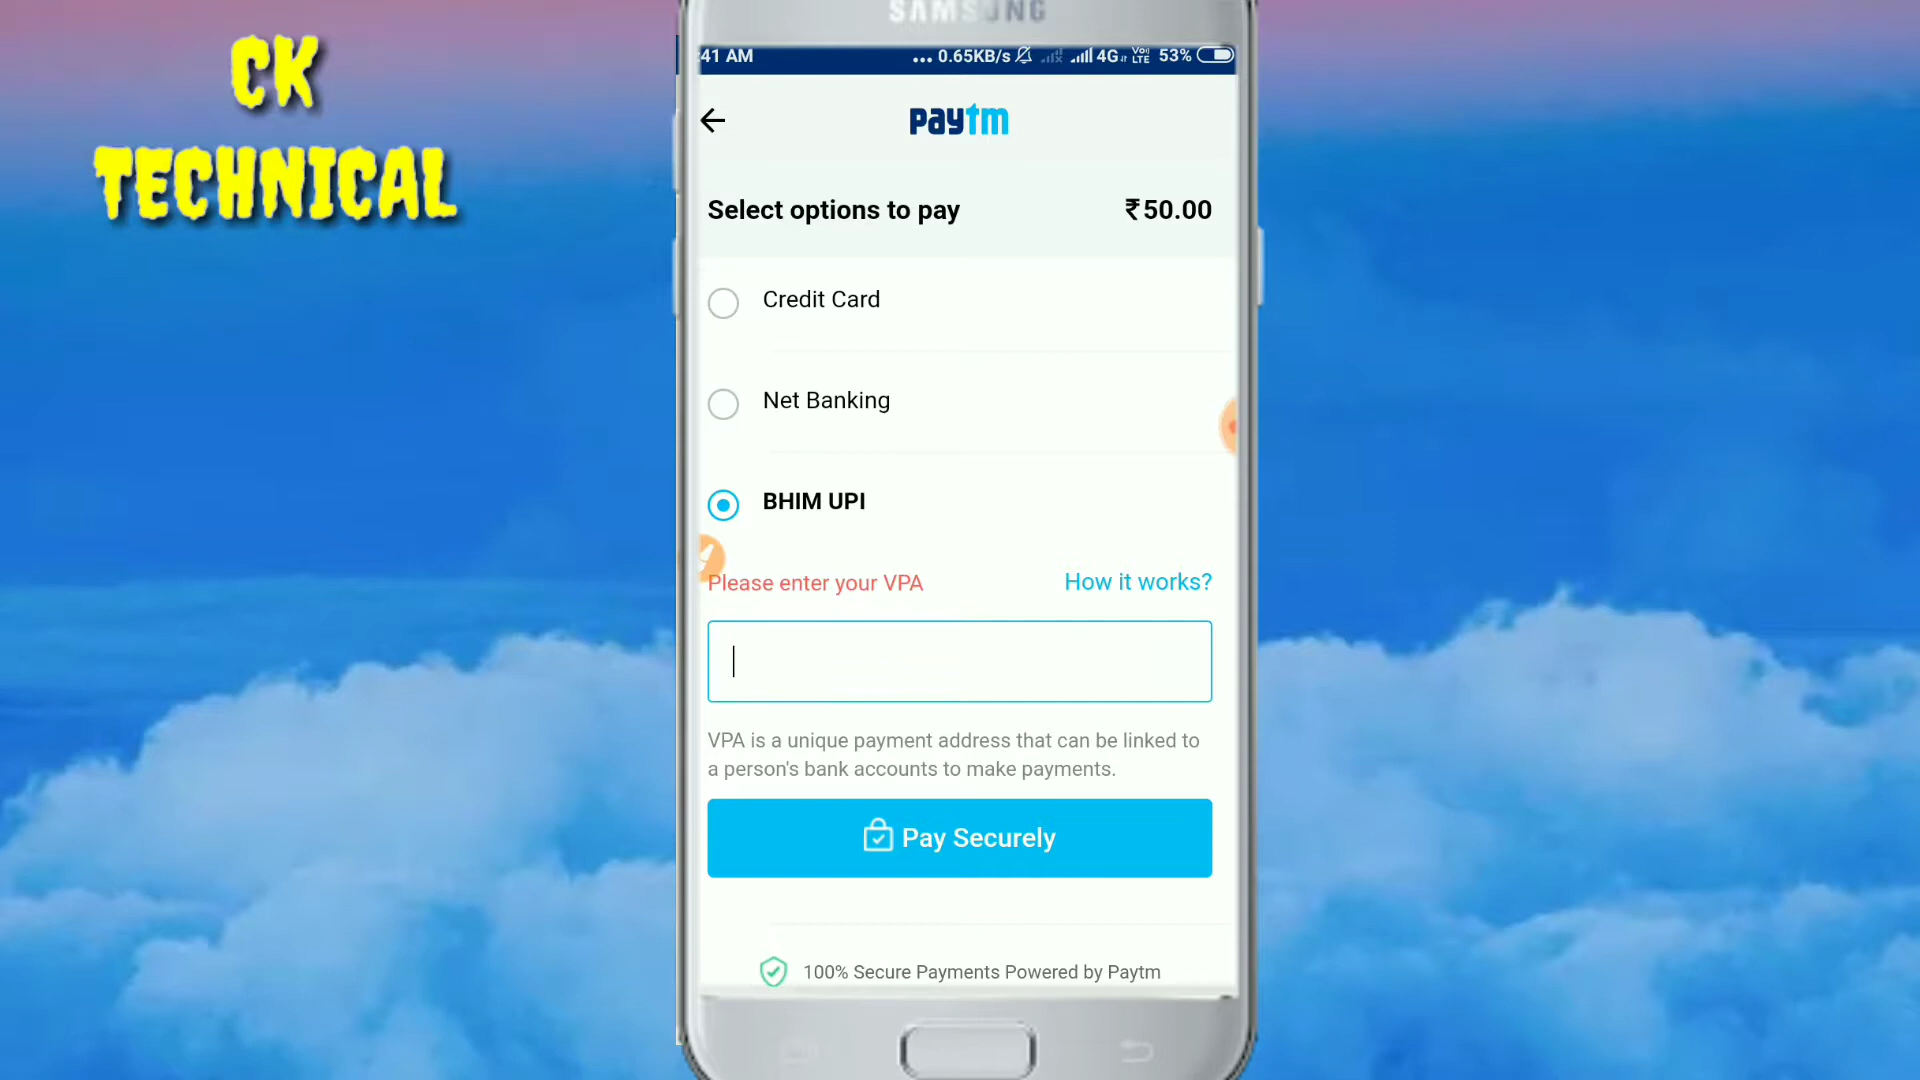 CK
TECHNICAL
SAMSUNG
:41 AM
... 0.65KB/s 4G VoLTE 53%
paytm
Select options to pay ₹50.00
Credit Card
Net Banking
BHIM UPI
Please enter your VPA How it works?
VPA is a unique payment address that can be linked to
a person's bank accounts to make payments.
Pay Securely
100% Secure Payments Powered by Paytm